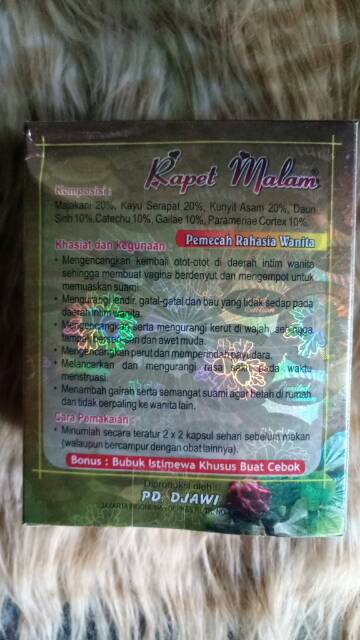 Rapet Malam
Komposisi :
Majakani 20%, Kayu Serapat 20%, Kunyit Asam 20%, Daun
Sirih 10% Catechu 10%, Gallae 10%, Parameriae Cortex 10%
Khasiat dan Kegunaan :
Pemecah Rahasia Wanita
• Mengencangkan kembali otot-otot di daerah intim wanita
sehingga membuat vagina berdenyut dan mengempot untuk
memuaskan suami
• Mengurangi lendir, gatal-gatal dan bau yang tidak sedap pada
daerah intim wanita.
• Mengencangkan serta mengurangi kerut di wajah, sehingga
tampil dan awet muda.
• Mengencangkan perut dan memperindah payudara.
• Melancarkan dan mengurangi rasa sakit pada waktu
menstruasi.
• Menambah gairah serta semangat suami agar betah di rumah
dan tidak berpaling ke wanita lain.
Cara Pemakaian :
• Minumlah secara teratur 2 x 2 kapsul sehari sebelum makan
(walaupun bercampur dengan obat lainnya).
Bonus : Bubuk Istimewa Khusus Buat Cebok
Diproduksi oleh :
PD. DJAWI
JAKARTA INDONESIA